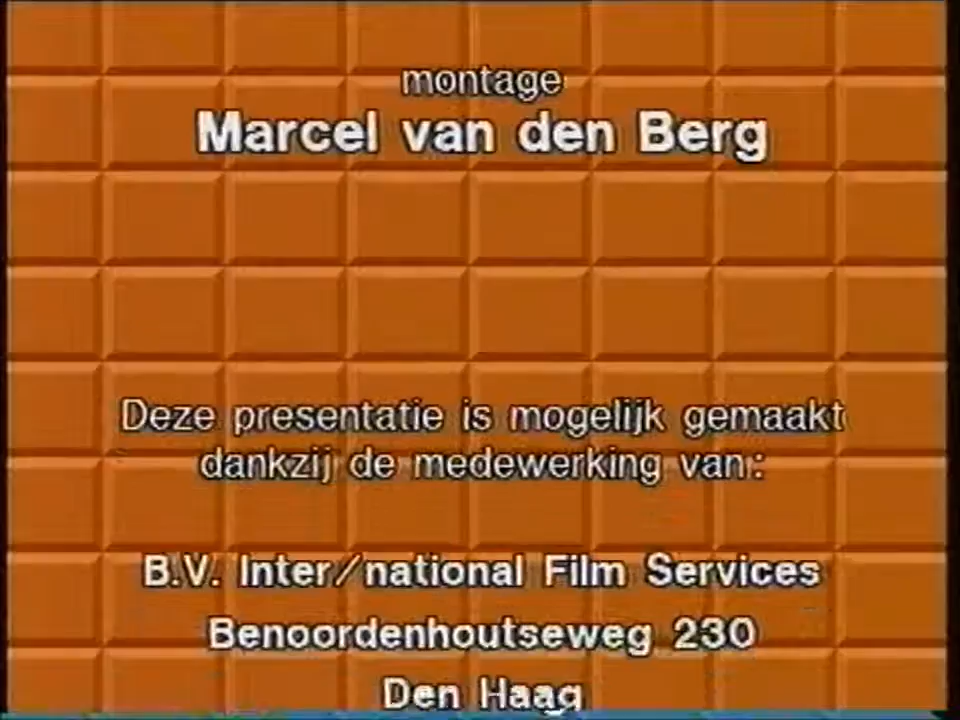 montage
Marcel van den Berg
Deze presentatie is mogelijk gemaakt
dankzij de medewerking van:
B.V. Inter/national Film Services
Benoordenhoutseweg 230
Den Haag